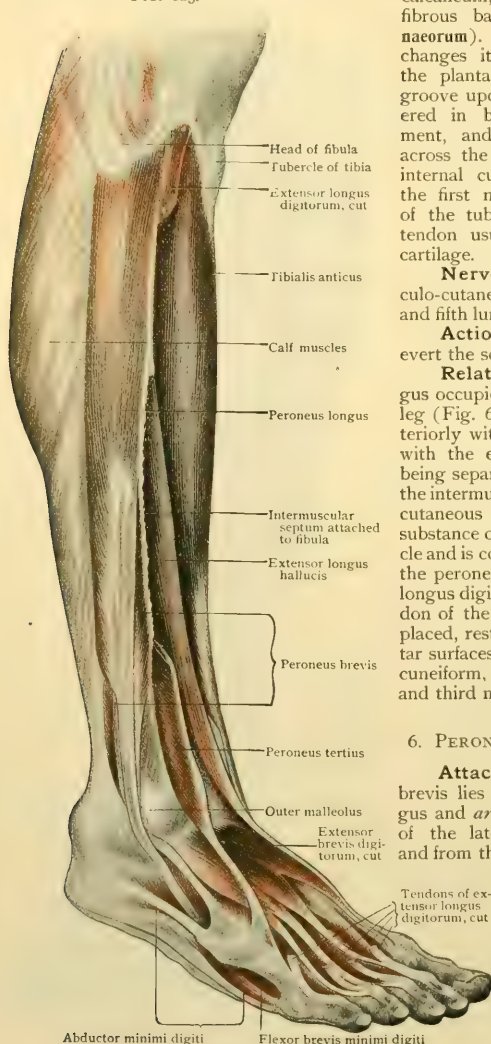 Head of fibula
Tubercle of tibia
Extensor longus
digitorum, cut
Tibialis anticus
Calf muscles
Peroneus longus
Intermuscular
septum attached
to fibula
Extensor longus
hallucis
Peroneus brevis
Peroneus tertius
Outer malleolus
Extensor
brevis digi-
torum, cut
Tendons of ex-
tensor longus
digitorum, cut
Abductor minimi digiti
Flexor brevis minimi digiti
fibrous ba
naeorum).
changes it
the planta
groove upo
ered in b
ment, and
across the
internal cu
the first m
of the tub
tendon usu
cartilage.
Nerv
culo-cutane
and fifth lur
Actio
evert the so
Relat
gus occupie
leg (Fig. 6
teriorly wit
with the e
being separ
the intermu
cutaneous
substance o
cle and is co
the perone
longus digi
don of the
placed, rest
tar surfaces
cuneiform,
and third m
6. PERON
Attac
brevis lies
gus and ar
of the lat
and from th